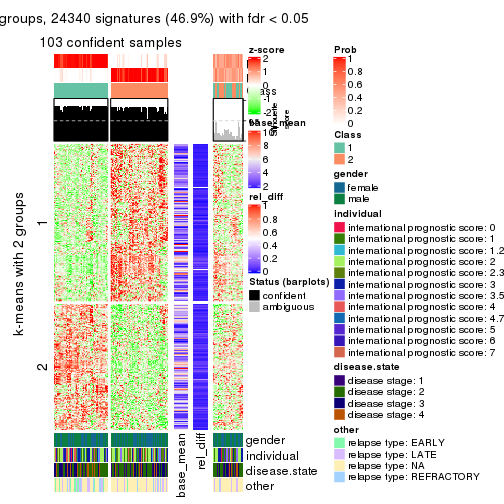 groups, 24340 signatures (46.9%) with fdr < 0.05
103 confident samples
k-means with 2 groups
1
2
base_mean
rel_diff
gender
individual
disease.state
other
z-score
2
1
-1
-2
base_mean
10
8
4
2
rel_diff
1
0.8
0.6
0.4
0.2
0
Status (barplots)
confident
ambiguous
Silhouette
score
Prob
1
0.8
0.6
0.4
0.2
0
Class
1
2
gender
female
male
individual
international prognostic score: 0
international prognostic score: 1
international prognostic score: 1.2
international prognostic score: 2
international prognostic score: 2.3
international prognostic score: 3
international prognostic score: 3.5
international prognostic score: 4
international prognostic score: 4.7
international prognostic score: 5
international prognostic score: 6
international prognostic score: 7
disease.state
disease stage: 1
disease stage: 2
disease stage: 3
disease stage: 4
other
relapse type: EARLY
relapse type: LATE
relapse type: NA
relapse type: REFRACTORY